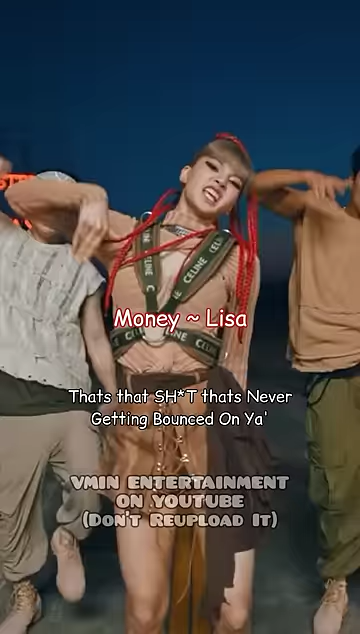 CELINE
CELINE
CELINE
Money ~ Lisa
Thats that SH*T thats Never
Getting Bounced On Ya'
VMIN ENTERTAINMENT
ON YOUTUBE
(DON'T REUPLOAD IT)